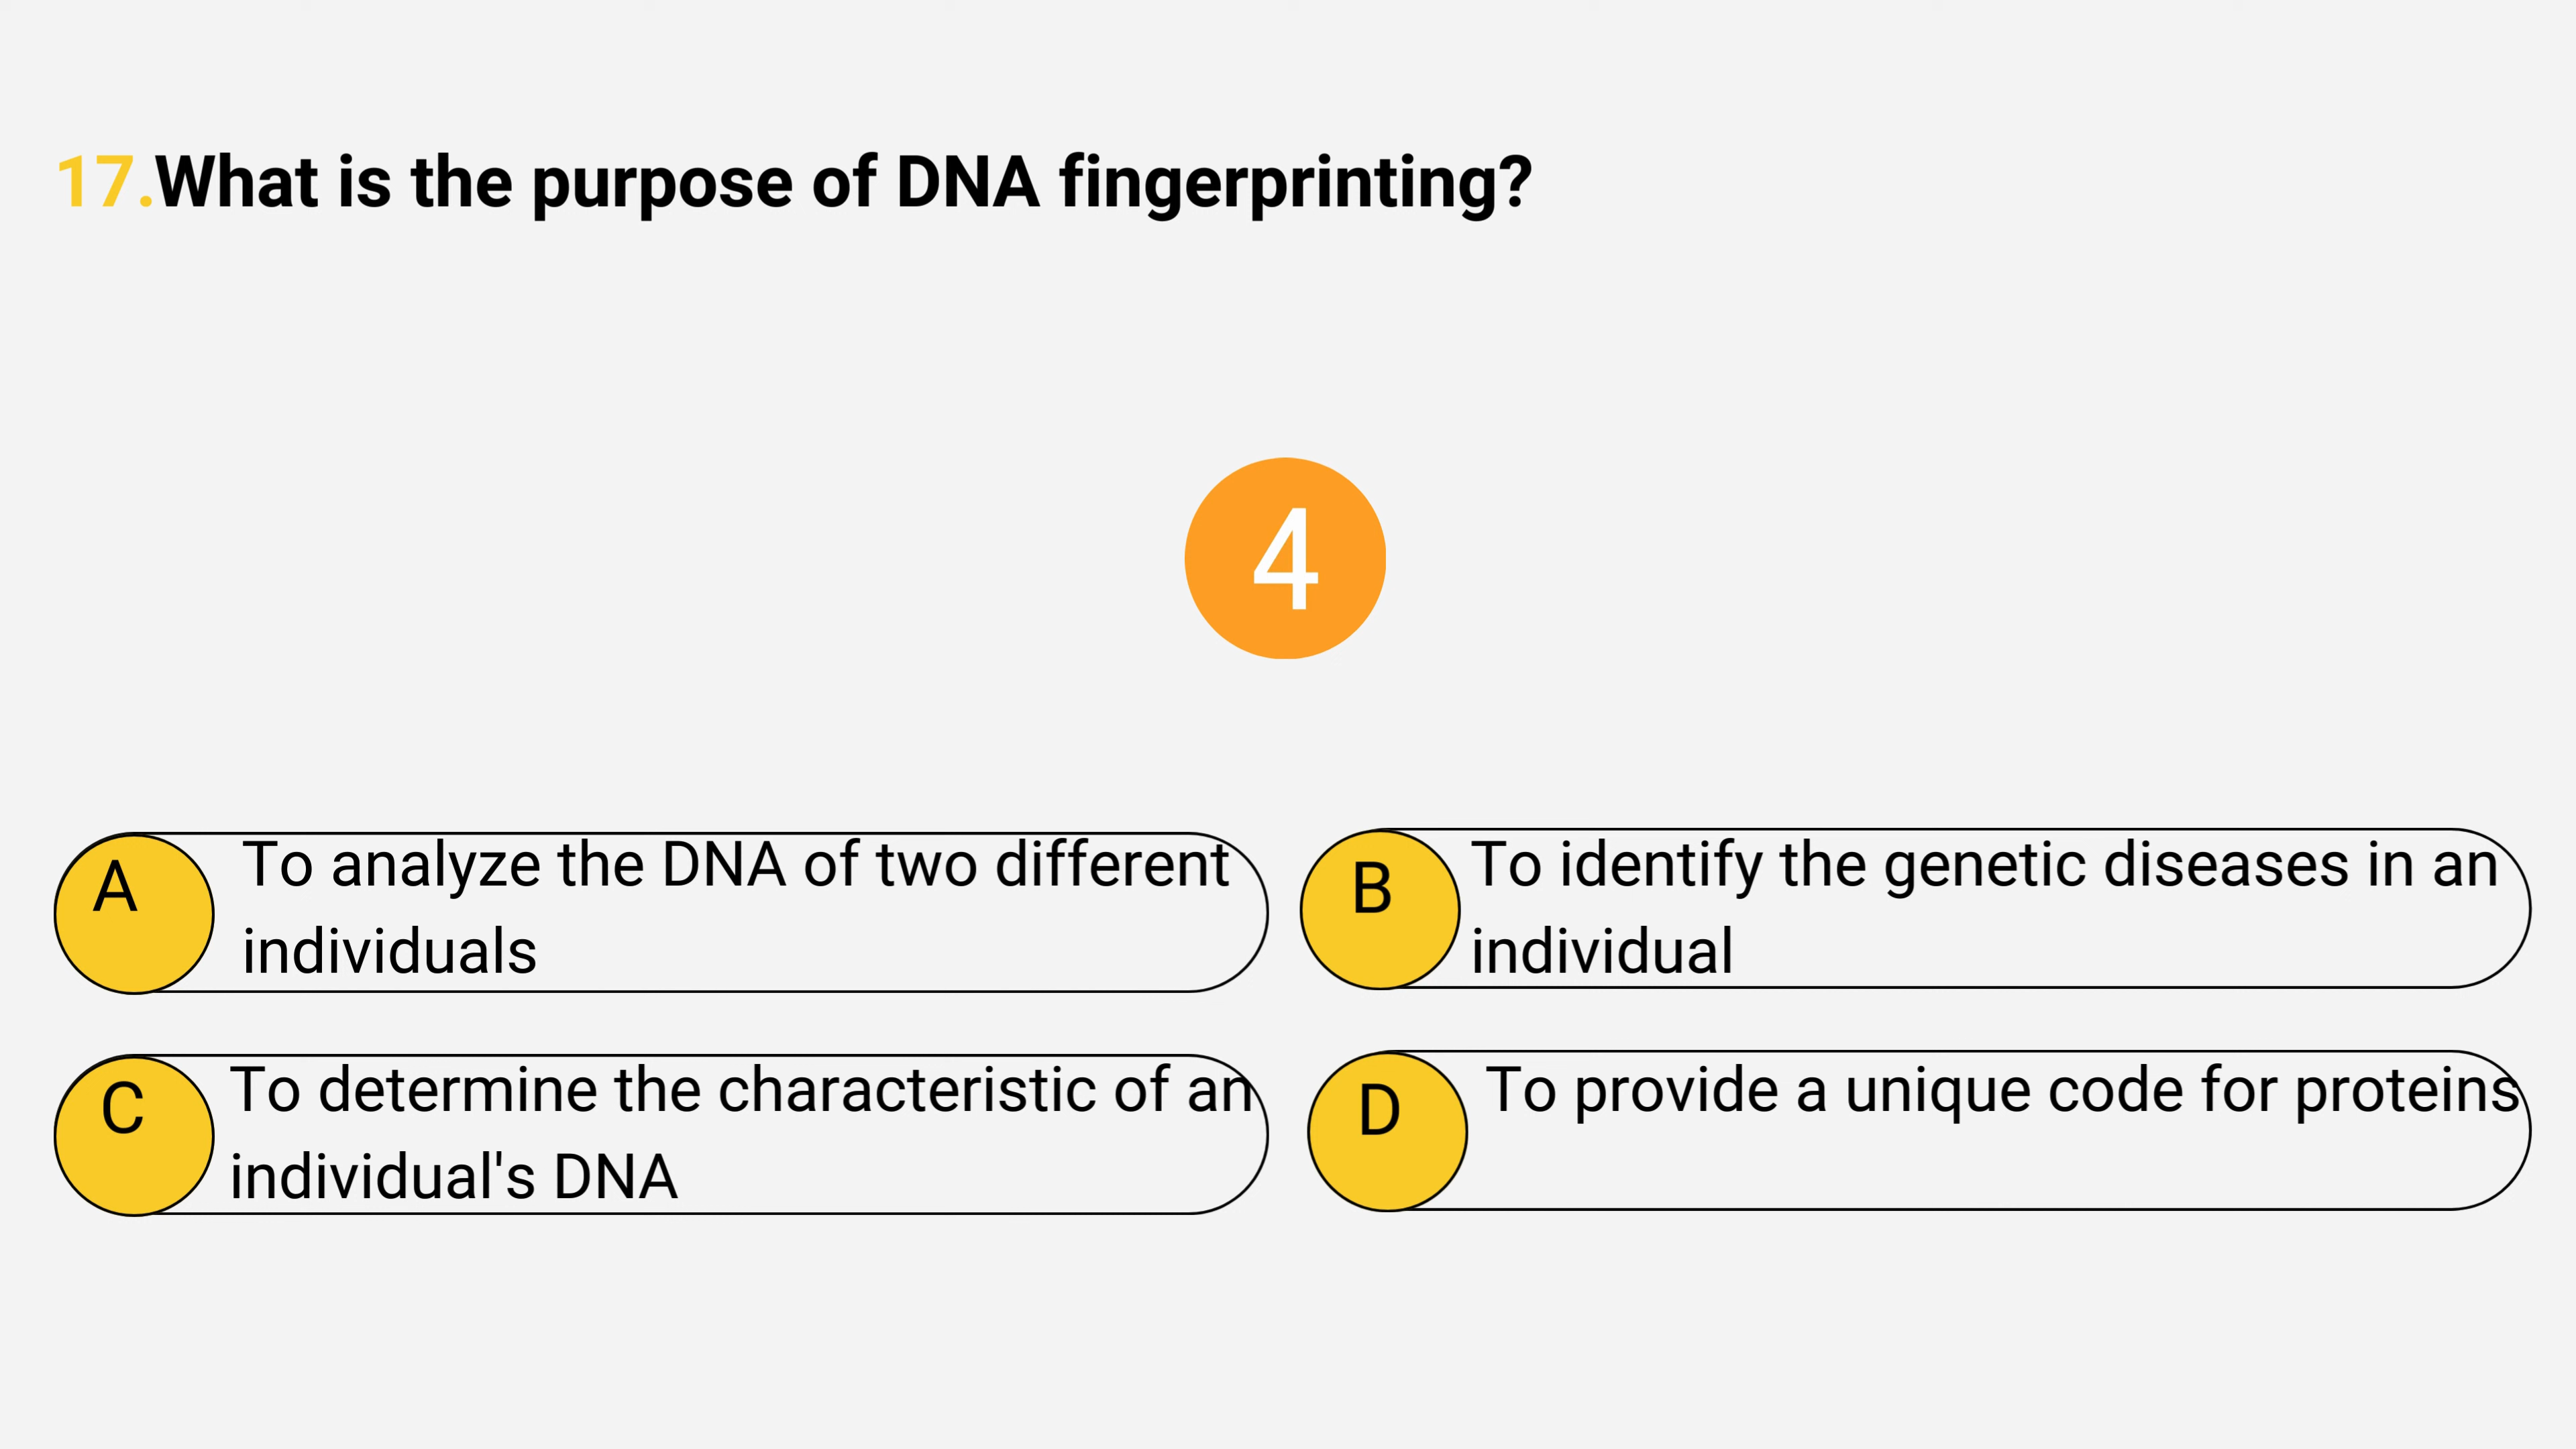 17.What is the purpose of DNA fingerprinting?
4
A
To analyze the DNA of two different
individuals
B
To identify the genetic diseases in an
individual
C
To determine the characteristic of an
individual's DNA
D
To provide a unique code for proteins